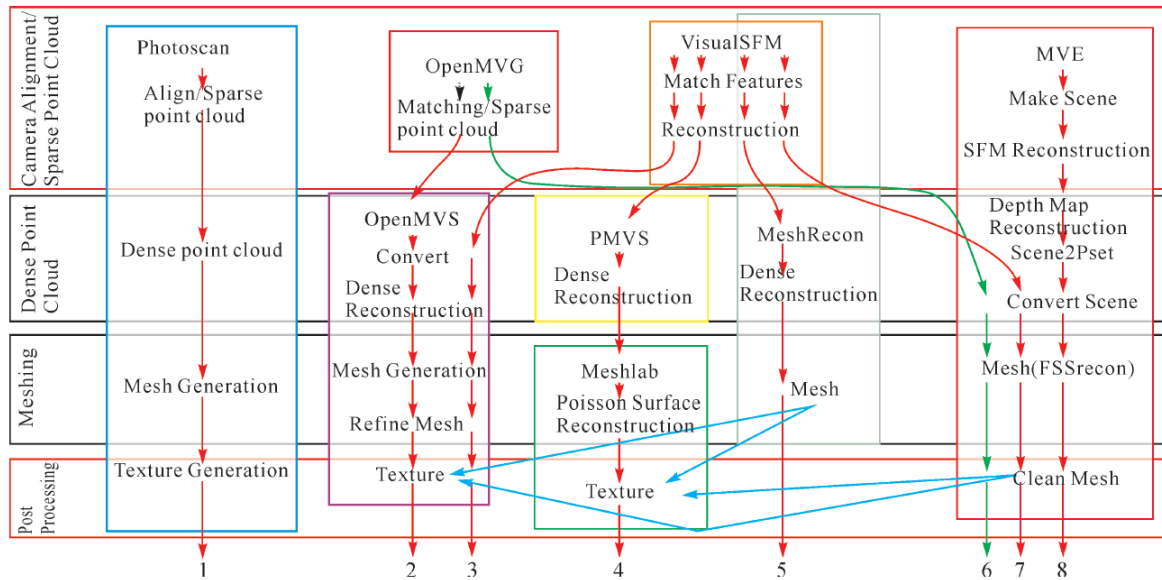 Camera Alignment/
Sparse Point Cloud
Photoscan
Align/Sparse
point cloud
OpenMVG
Matching/Sparse
point cloud
VisualSFM
Match Features
Reconstruction
MVE
Make Scene
SFM Reconstruction
Dense Point
Cloud
Dense point cloud
OpenMVS
Convert
Dense
Reconstruction
PMVS
Dense
Reconstruction
MeshRecon
Dense
Reconstruction
Depth Map
Reconstruction
Scene2Pset
Convert Scene
Meshing
Mesh Generation
Mesh Generation
Refine Mesh
Meshlab
Poisson Surface
Reconstruction
Mesh
Mesh(FSSrecon)
Post
Processing
Texture Generation
Texture
Texture
Clean Mesh
1
2
3
4
5
6
7
8